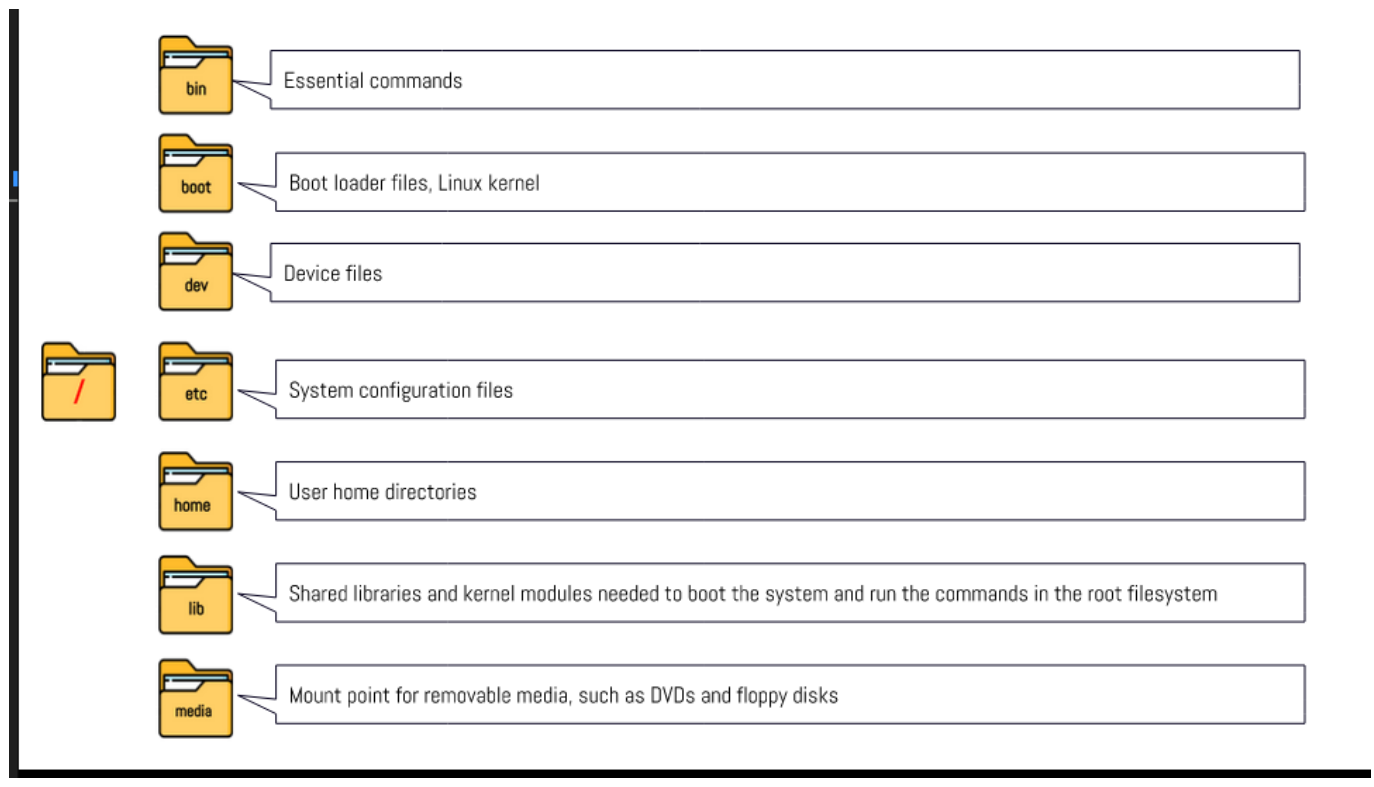 bin
Essential commands
boot
Boot loader files, Linux kernel
dev
Device files
/
etc
System configuration files
home
User home directories
lib
Shared libraries and kernel modules needed to boot the system and run the commands in the root filesystem
media
Mount point for removable media, such as DVDs and floppy disks